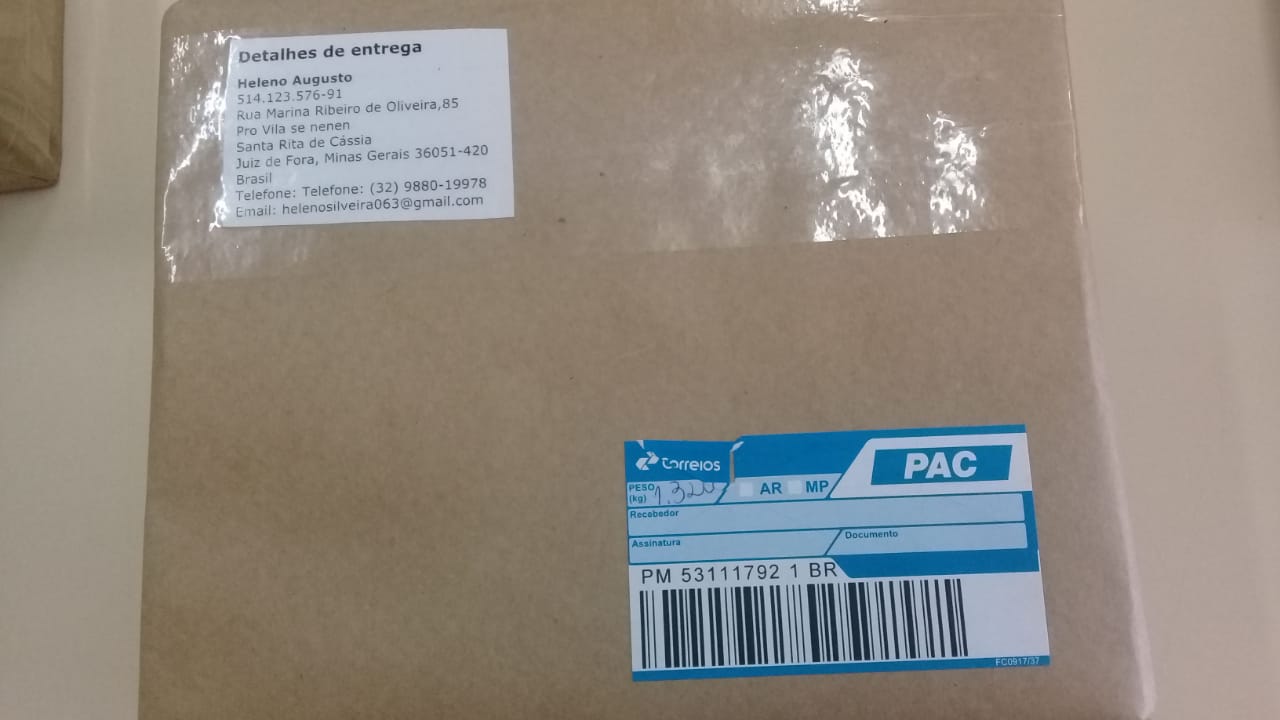 Detalhes de entrega
Heleno Augusto
514.123.576-91
Rua Marina Ribeiro de Oliveira,85
Pro Vila se nenen
Santa Rita de Cássia
Juiz de Fora, Minas Gerais 36051-420
Brasil
Telefone: Telefone: (32) 9880-19978
Email: helenosilveira063@gmail.com
Correios
PAC
PESO (kg) 1.320 AR MP
Recebedor
Assinatura Documento
PM 53111792 1 BR
FC0917/37